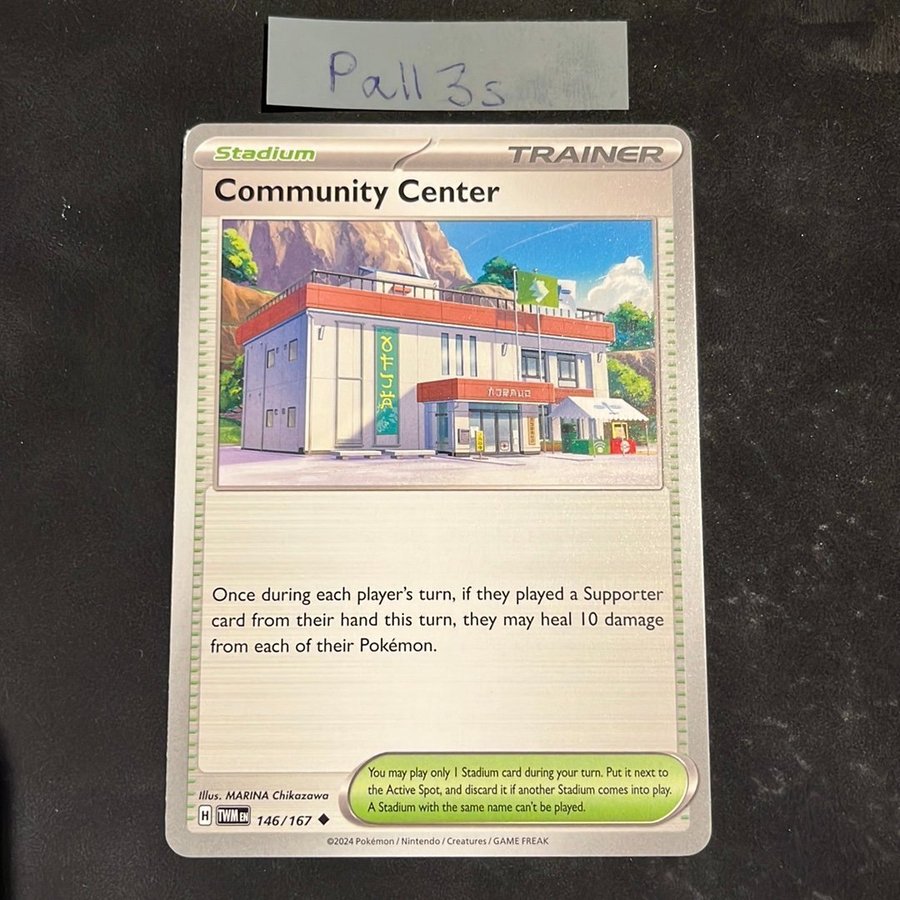 Pall3s
Stadium TRAINER
Community Center
Once during each player's turn, if they played a Supporter
card from their hand this turn, they may heal 10 damage
from each of their Pokémon.
You may play only 1 Stadium card during your turn. Put it next to
the Active Spot, and discard it if another Stadium comes into play.
A Stadium with the same name can't be played.
Illus. MARINA Chikazawa
H TWM EN 146/167
©2024 Pokémon / Nintendo / Creatures / GAME FREAK